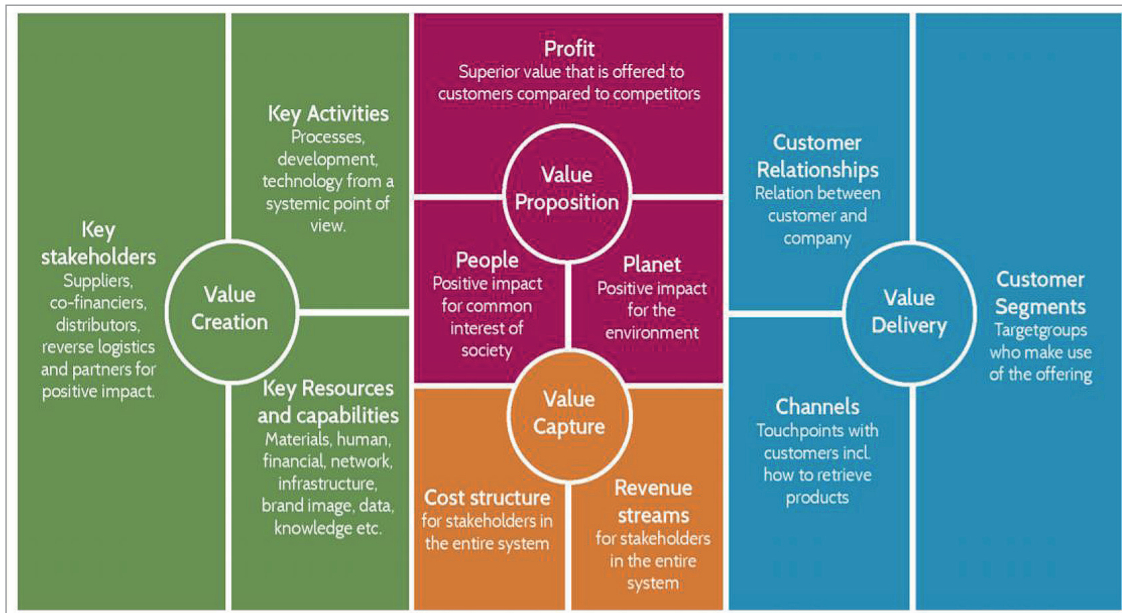 Key
stakeholders
Suppliers,
co-financiers,
distributors,
reverse logistics
and partners for
positive impact.
Key Activities
Processes,
development,
technology from a
systemic point of
view.
Value
Creation
Key Resources
and capabilities
Materials, human,
financial, network,
infrastructure,
brand image, data,
knowledge etc.
Profit
Superior value that is offered to
customers compared to competitors
Value
Proposition
People
Positive impact
for common
interest of
society
Planet
Positive impact
for the
environment
Value
Capture
Cost structure
for stakeholders in
the entire system
Revenue
streams
for stakeholders
in the entire
system
Customer
Relationships
Relation between
customer and
company
Value
Delivery
Channels
Touchpoints with
customers incl.
how to retrieve
products
Customer
Segments
Targetgroups
who make use
of the offering